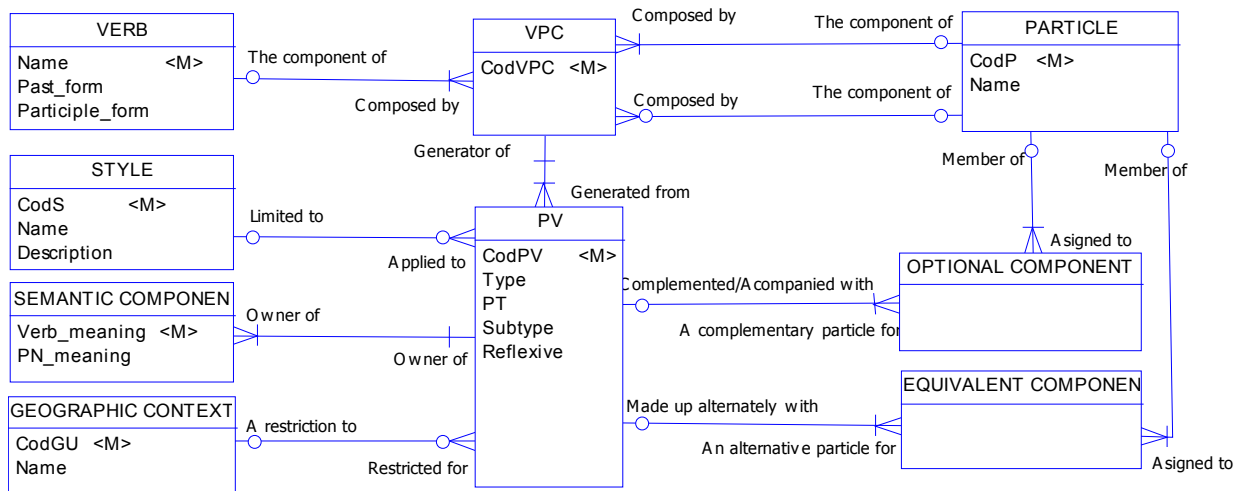 VERB
Name <M>
Past_form
Participle_form
The component of
Composed by
VPC
CodVPC <M>
Composed by
The component of
Composed by
The component of
PARTICLE
CodP <M>
Name
Generator of
Generated from
Member of
Member of
STYLE
CodS <M>
Name
Description
Limited to
Applied to
PV
CodPV <M>
Type
PT
Subtype
Reflexive
Asigned to
OPTIONAL COMPONENT
Complemented/Acompanied with
A complementary particle for
SEMANTIC COMPONEN
Verb_meaning <M>
PN_meaning
Owner of
Owner of
EQUIVALENT COMPONEN
Made up alternately with
An alternative particle for
Asigned to
GEOGRAPHIC CONTEXT
CodGU <M>
Name
A restriction to
Restricted for